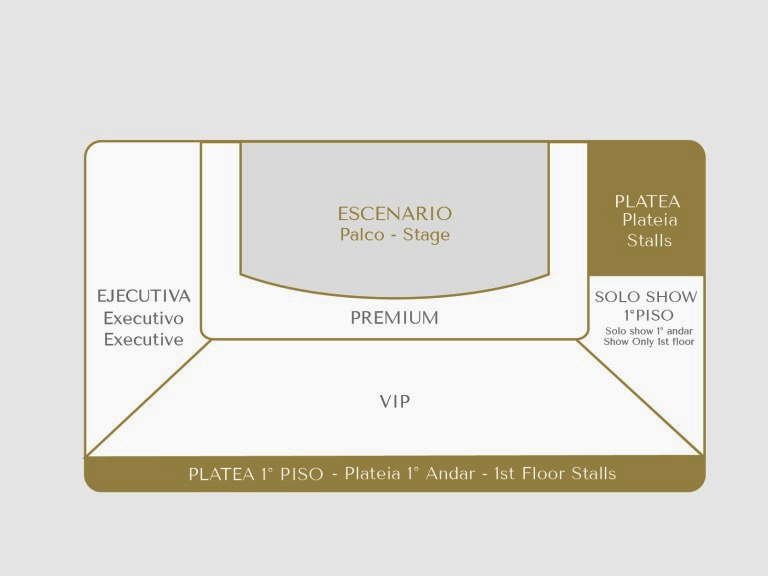 ESCENARIO
Palco - Stage
PLATEA
Plateia
Stalls
EJECUTIVA
Executivo
Executive
PREMIUM
SOLO SHOW
1°PISO
Solo show 1° andar
Show Only 1st floor
VIP
PLATEA 1° PISO - Plateia 1° Andar - 1st Floor Stalls